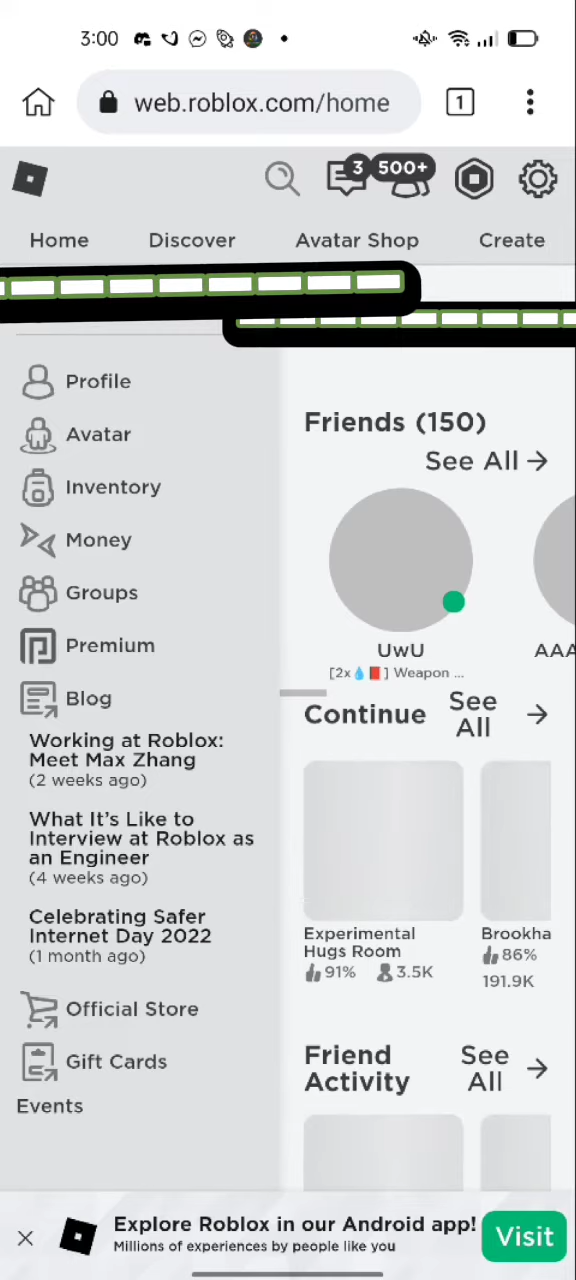 3:00
web.roblox.com/home
1
3
500+
Home Discover Avatar Shop Create
Profile
Avatar
Inventory
Money
Groups
Premium
Blog
Working at Roblox:
Meet Max Zhang
(2 weeks ago)
What It's Like to
Interview at Roblox as
an Engineer
(4 weeks ago)
Celebrating Safer
Internet Day 2022
(1 month ago)
Official Store
Gift Cards
Events
Friends (150)
See All →
UwU
[2x💧📕] Weapon ...
AAA
Continue
See
All →
Experimental
Hugs Room
91% 3.5K
Brookha
86%
191.9K
Friend
Activity
See
All →
Explore Roblox in our Android app!
Millions of experiences by people like you
Visit